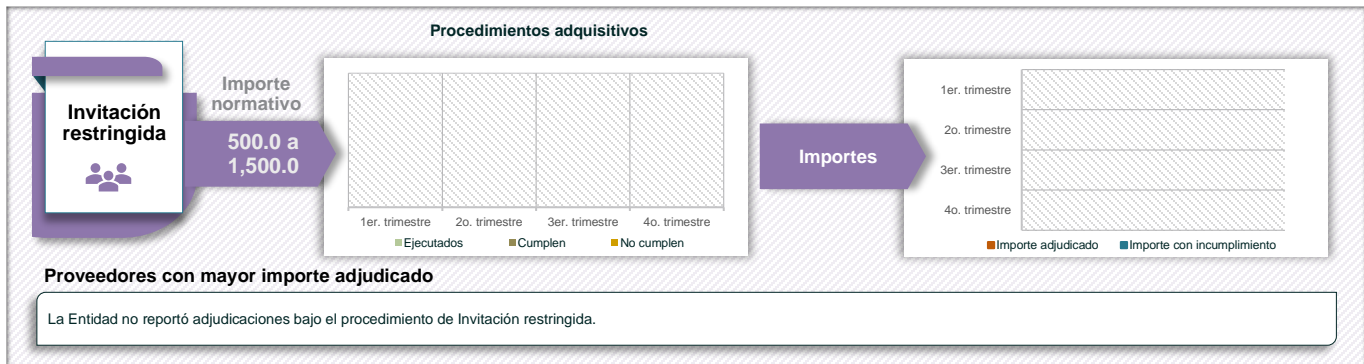 Procedimientos adquisitivos
Invitación
restringida
Importe
normativo
500.0 a
1,500.0
1er. trimestre
2o. trimestre
3er. trimestre
4o. trimestre
Ejecutados
Cumplen
No cumplen
Importes
1er. trimestre
2o. trimestre
3er. trimestre
4o. trimestre
Importe adjudicado
Importe con incumplimiento
Proveedores con mayor importe adjudicado
La Entidad no reportó adjudicaciones bajo el procedimiento de Invitación restringida.